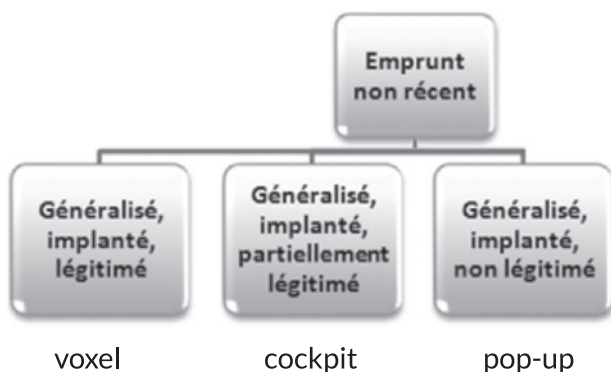 Emprunt
non récent
Généralisé,
implanté,
légitimé
Généralisé,
implanté,
partiellement
légitimé
Généralisé,
implanté,
non légitimé
voxel
cockpit
pop-up